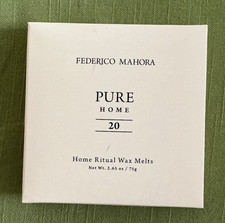 FEDERICO MAHORA
PURE
HOME
20
Home Ritual Wax Melts
Net Wt. 2.65 oz / 75g